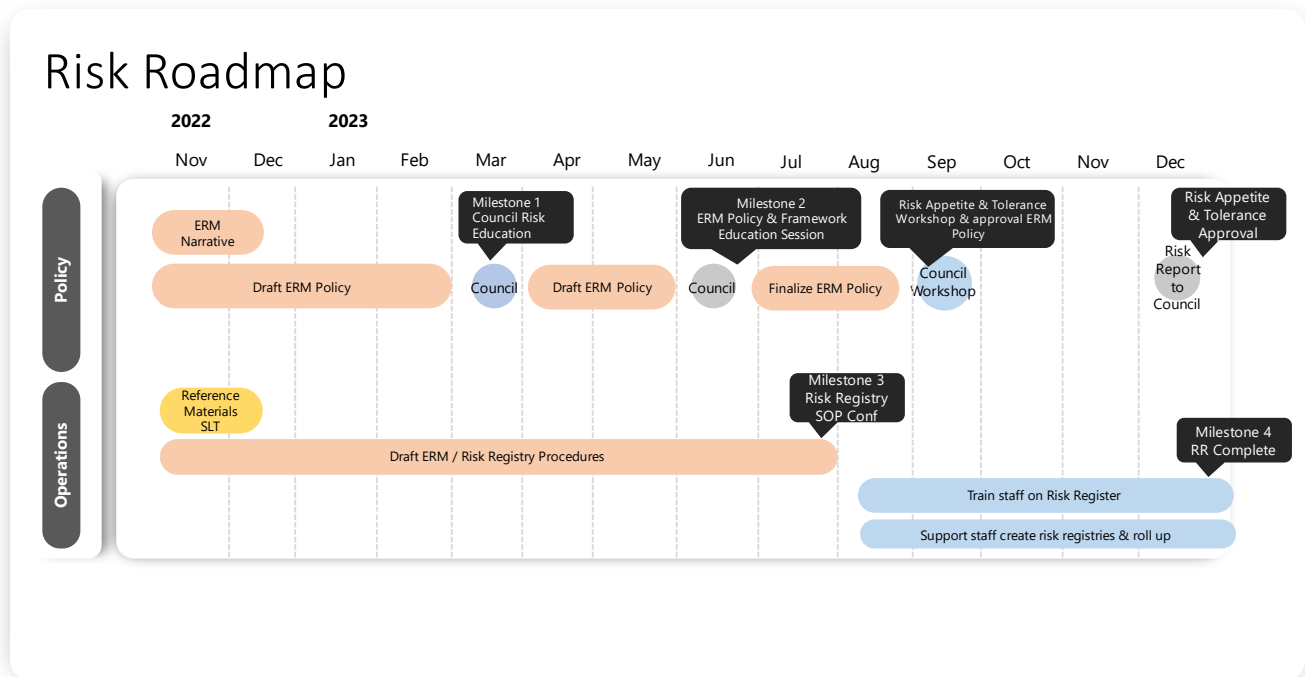 Risk Roadmap
2022 2023
Nov Dec Jan Feb Mar Apr May Jun Jul Aug Sep Oct Nov Dec
Policy
ERM
Narrative
Milestone 1
Council Risk
Education
Milestone 2
ERM Policy & Framework
Education Session
Risk Appetite & Tolerance
Workshop & approval ERM
Policy
Risk Appetite
& Tolerance
Approval
Draft ERM Policy
Council
Draft ERM Policy
Council
Finalize ERM Policy
Council
Workshop
Risk
Report
to
Council
Operations
Reference
Materials
SLT
Milestone 3
Risk Registry
SOP Conf
Draft ERM / Risk Registry Procedures
Milestone 4
RR Complete
Train staff on Risk Register
Support staff create risk registries & roll up